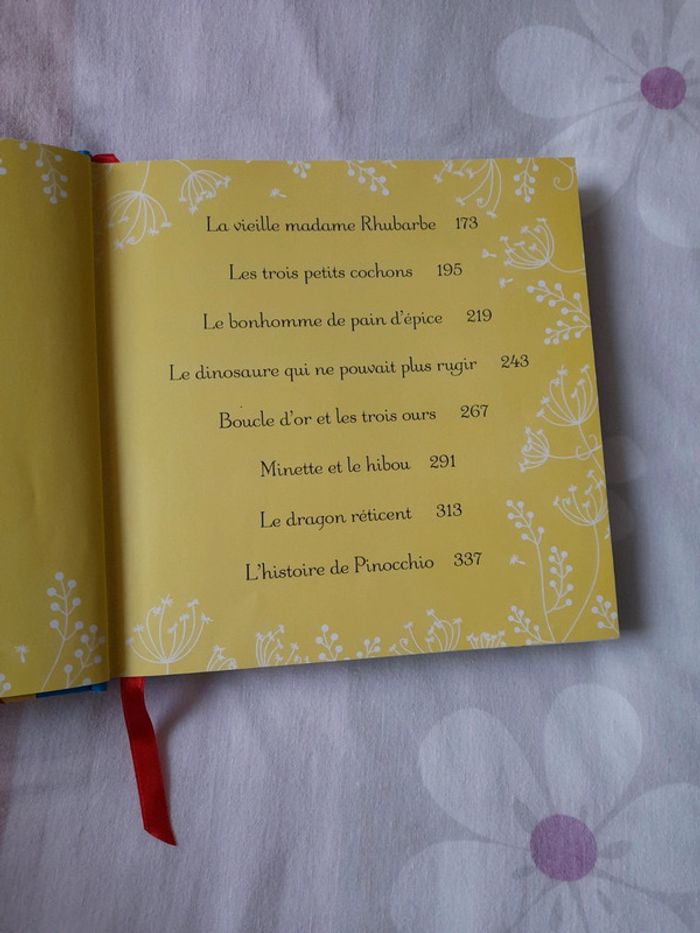 La vieille madame Rhubarbe 173
Les trois petits cochons 195
Le bonhomme de pain d'épice 219
Le dinosaure qui ne pouvait plus rugir 243
Boucle d'or et les trois ours 267
Minette et le hibou 291
Le dragon réticent 313
L'histoire de Pinocchio 337